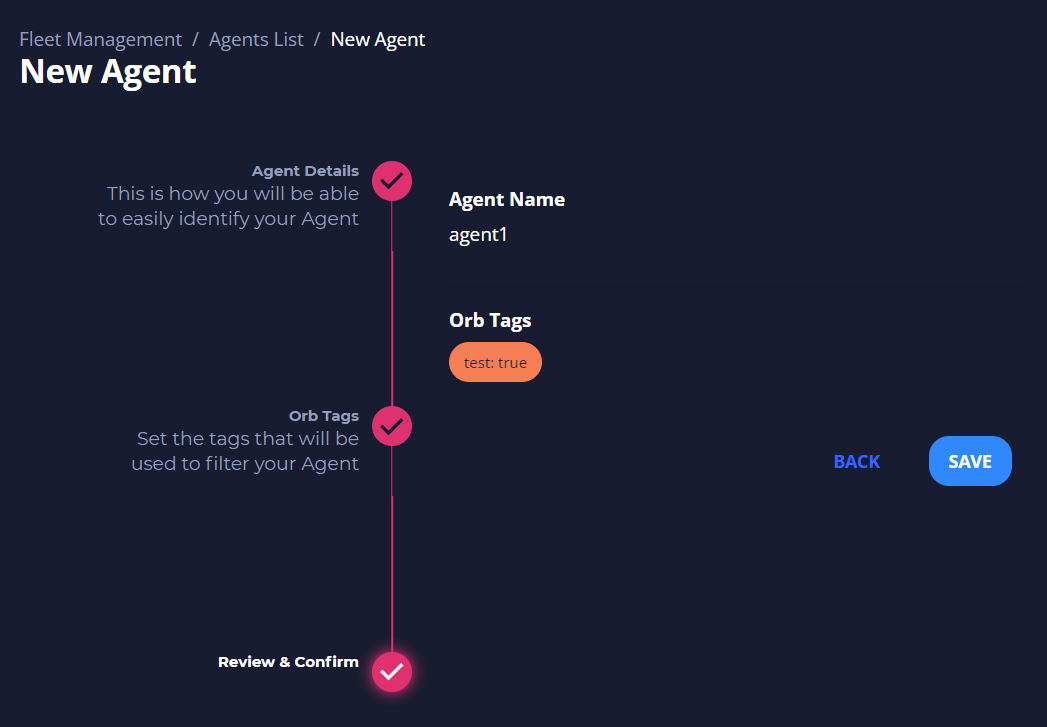 Fleet Management / Agents List / New Agent
New Agent
Agent Details
This is how you will be able
to easily identify your Agent
Agent Name
agent1
Orb Tags
test: true
Orb Tags
Set the tags that will be
used to filter your Agent
BACK
SAVE
Review & Confirm